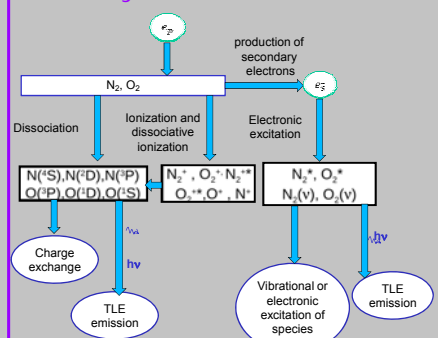 e⁻p
production of
secondary
electrons
N₂, O₂
e⁻s
Dissociation
Ionization and
dissociative
ionization
Electronic
excitation
N(⁴S),N(²D),N(³P)
O(³P),O(¹D),O(¹S)
N₂⁺ , O₂⁺, N₂⁺*
O₂⁺*,O⁺ , N⁺
N₂*, O₂*
N₂(ν), O₂(ν)
Charge
exchange
hν
hν
TLE
emission
Vibrational or
electronic
excitation of
species
TLE
emission